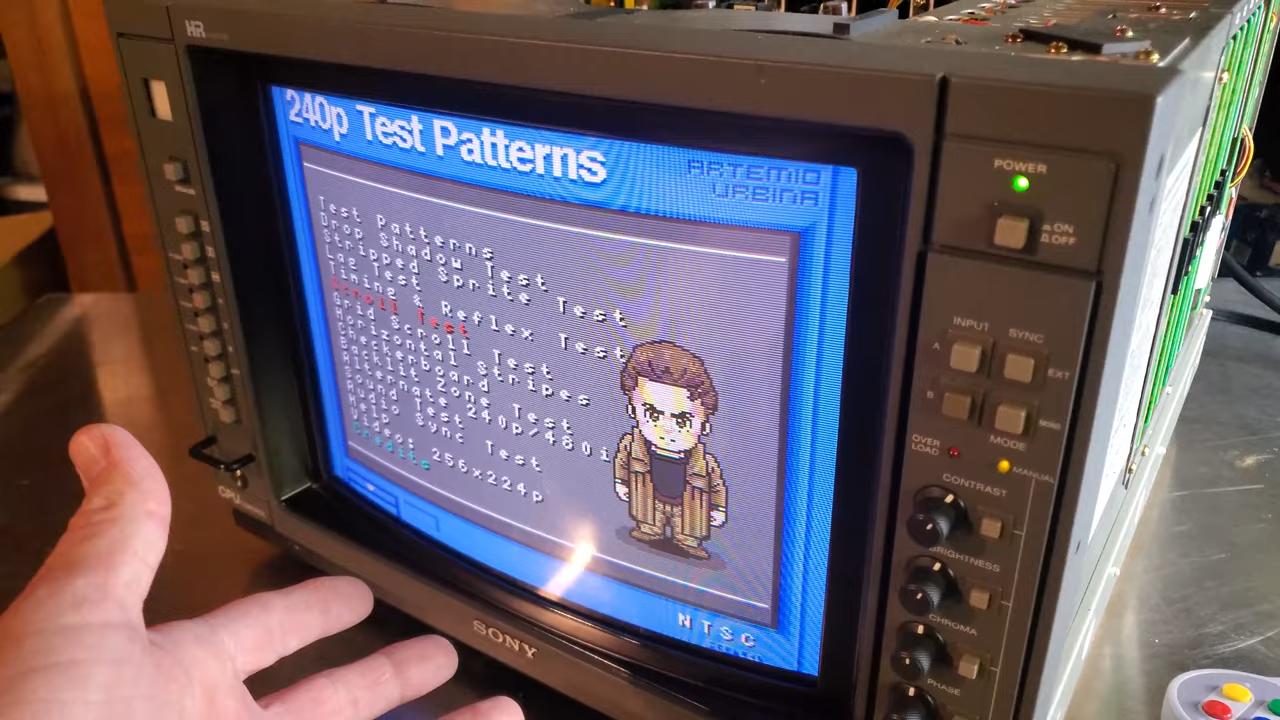 HR
240p Test Patterns
ARTEMIO
URBINA
Test Patterns
Drop Shadow Test
Stripped Sprite Test
Lag Test
Timing & Reflex Test
Scroll Test
Grid Scroll Test
Horizontal Stripes
Checkerboard
Backlit Zone Test
Alternate 240p/480i
Sound Test
Audio Sync Test
Help
Video: 256x224p
Credits
NTSC
SONY
CPU
POWER
ON
OFF
INPUT
SYNC
A
EXT
B
MODE
MONO
OVER
LOAD
MANUAL
CONTRAST
BRIGHTNESS
CHROMA
PHASE